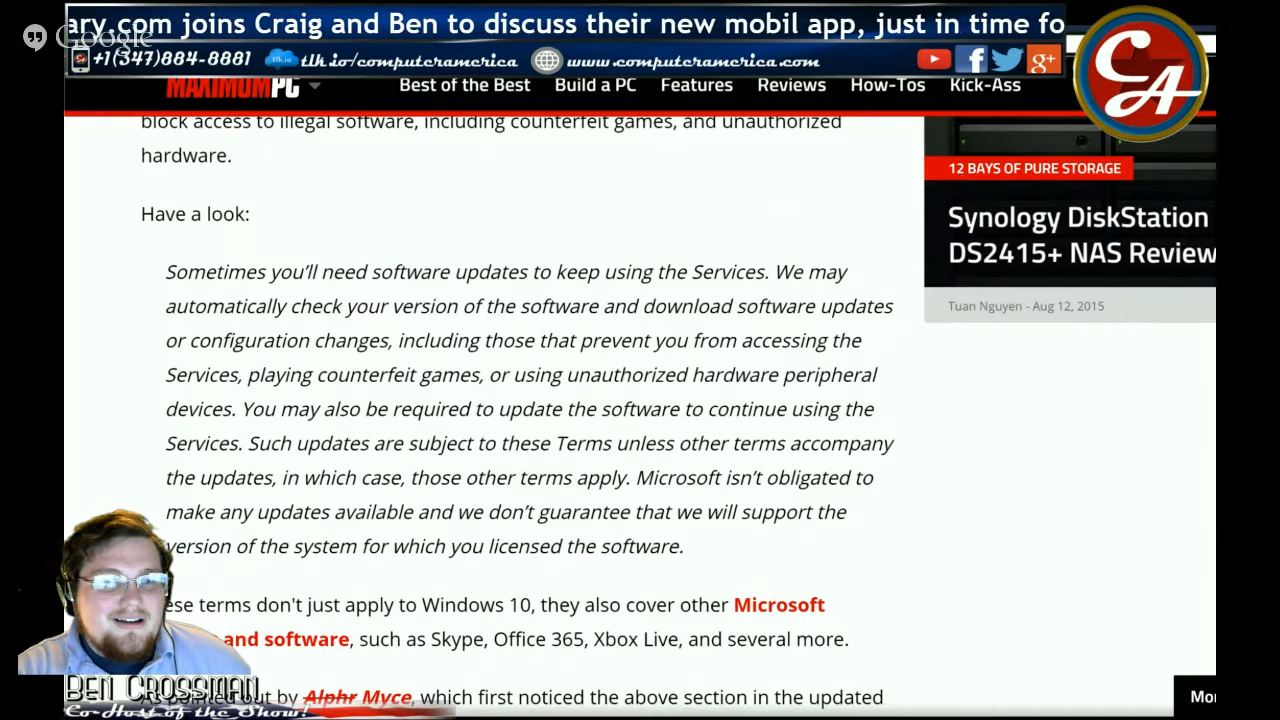 ary.com joins Craig and Ben to discuss their new mobil app, just in time fo
Google
+1(347)884-8881 tlk.io/computeramerica www.computeramerica.com
CA
MAXIMUMPC Best of the Best Build a PC Features Reviews How-Tos Kick-Ass
block access to illegal software, including counterfeit games, and unauthorized
hardware.
12 BAYS OF PURE STORAGE
Synology DiskStation
DS2415+ NAS Review
Tuan Nguyen - Aug 12, 2015
Have a look:
Sometimes you'll need software updates to keep using the Services. We may
automatically check your version of the software and download software updates
or configuration changes, including those that prevent you from accessing the
Services, playing counterfeit games, or using unauthorized hardware peripheral
devices. You may also be required to update the software to continue using the
Services. Such updates are subject to these Terms unless other terms accompany
the updates, in which case, those other terms apply. Microsoft isn't obligated to
make any updates available and we don't guarantee that we will support the
version of the system for which you licensed the software.
ese terms don't just apply to Windows 10, they also cover other Microsoft
and software, such as Skype, Office 365, Xbox Live, and several more.
out by Alphr Myce, which first noticed the above section in the updated
Mo
BEN CROSSMAN
Co-Host of the Show!